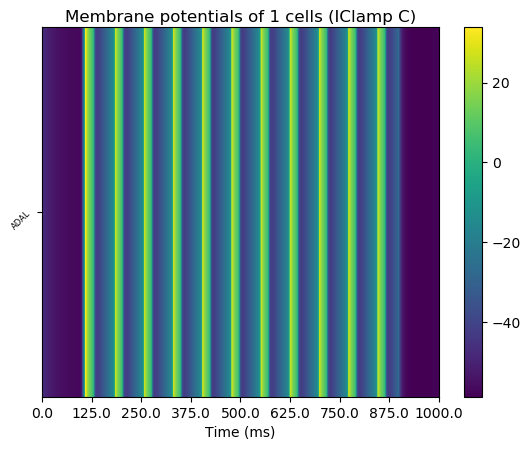 Membrane potentials of 1 cells (IClamp C)
20
0
−20
−40
ADAL
0.0 125.0 250.0 375.0 500.0 625.0 750.0 875.0 1000.0
Time (ms)